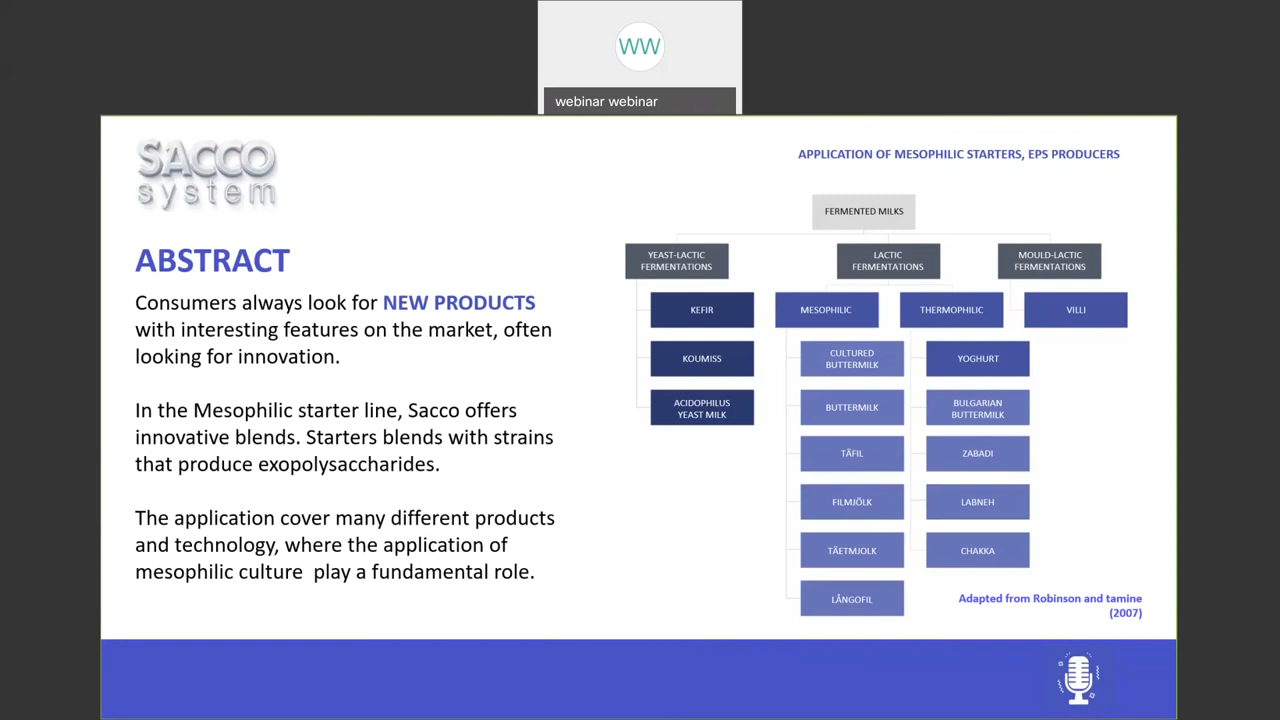 WW
webinar webinar
SACCO
system
APPLICATION OF MESOPHILIC STARTERS, EPS PRODUCERS
ABSTRACT
Consumers always look for NEW PRODUCTS
with interesting features on the market, often
looking for innovation.
In the Mesophilic starter line, Sacco offers
innovative blends. Starters blends with strains
that produce exopolysaccharides.
The application cover many different products
and technology, where the application of
mesophilic culture play a fundamental role.
FERMENTED MILKS
YEAST-LACTIC
FERMENTATIONS
KEFIR
KOUMISS
ACIDOPHILUS
YEAST MILK
LACTIC
FERMENTATIONS
MESOPHILIC
CULTURED
BUTTERMILK
BUTTERMILK
TÄFIL
FILMJÖLK
TÄETMJOLK
LÅNGOFIL
THERMOPHILIC
YOGHURT
BULGARIAN
BUTTERMILK
ZABADI
LABNEH
CHAKKA
MOULD-LACTIC
FERMENTATIONS
VILLI
Adapted from Robinson and tamine
(2007)